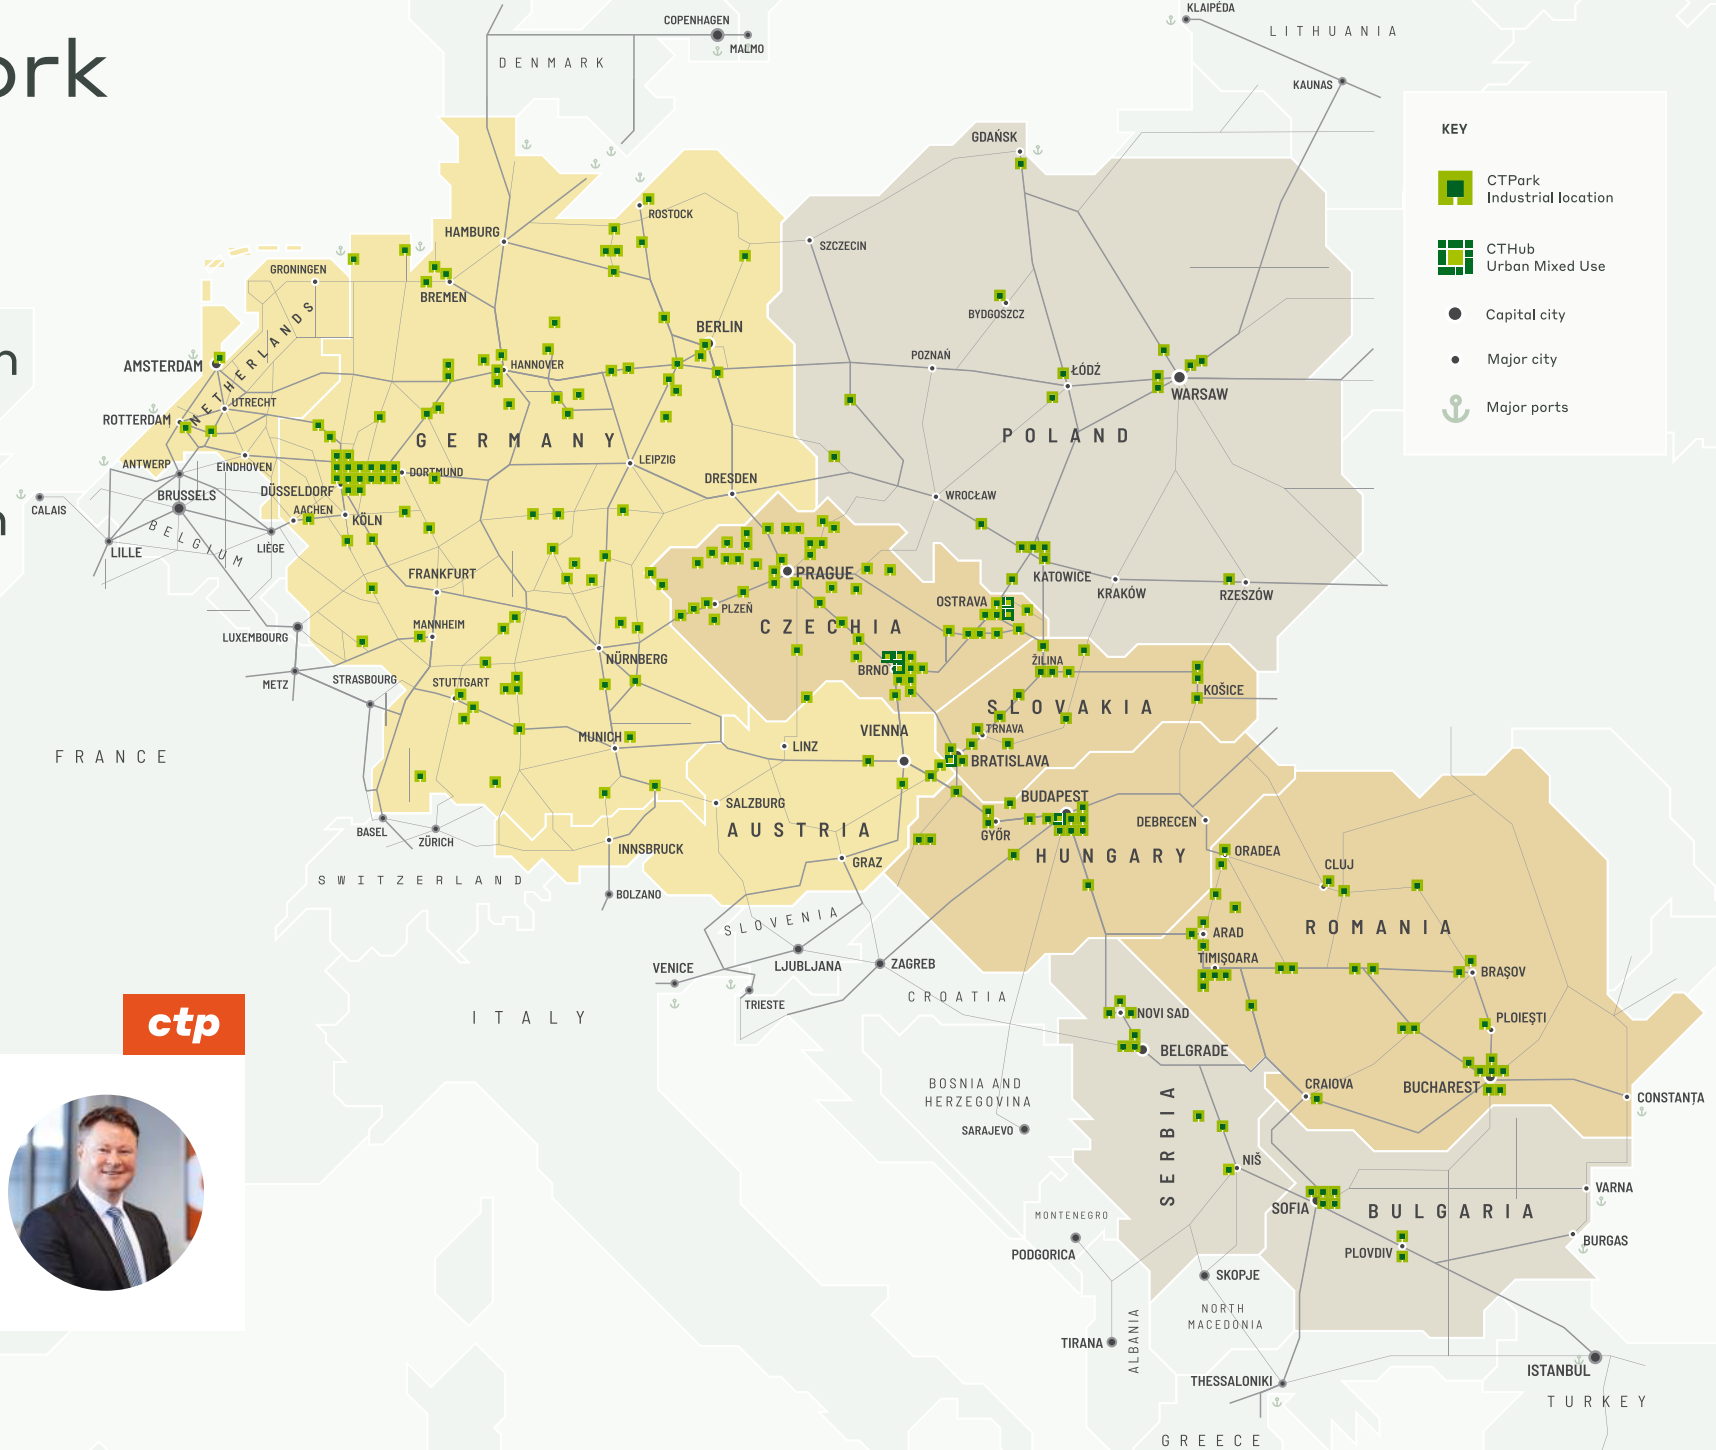 ork
n
n
ctp
KEY
CTPark
Industrial location
CTHub
Urban Mixed Use
Capital city
Major city
Major ports
COPENHAGEN
MALMO
DENMARK
KLAIPĖDA
LITHUANIA
KAUNAS
GDAŃSK
ROSTOCK
HAMBURG
SZCZECIN
GRONINGEN
BREMEN
BYDGOSZCZ
BERLIN
NETHERLANDS
AMSTERDAM
HANNOVER
POZNAŃ
ŁÓDŹ
WARSAW
UTRECHT
ROTTERDAM
GERMANY
POLAND
ANTWERP
EINDHOVEN
DORTMUND
LEIPZIG
DRESDEN
BRUSSELS
DÜSSELDORF
WROCŁAW
CALAIS
AACHEN
KÖLN
BELGIUM
LILLE
LIÈGE
FRANKFURT
PRAGUE
KATOWICE
KRAKÓW
RZESZÓW
OSTRAVA
PLZEŇ
CZECHIA
LUXEMBOURG
MANNHEIM
NÜRNBERG
BRNO
ŽILINA
METZ
STRASBOURG
STUTTGART
KOŠICE
SLOVAKIA
FRANCE
MUNICH
LINZ
VIENNA
TRNAVA
BRATISLAVA
SALZBURG
BUDAPEST
BASEL
ZÜRICH
AUSTRIA
GYŐR
DEBRECEN
INNSBRUCK
GRAZ
HUNGARY
ORADEA
CLUJ
SWITZERLAND
BOLZANO
SLOVENIA
ROMANIA
ARAD
VENICE
LJUBLJANA
ZAGREB
TIMIŞOARA
BRAŞOV
TRIESTE
CROATIA
ITALY
NOVI SAD
PLOIEŞTI
BELGRADE
BOSNIA AND
HERZEGOVINA
CRAIOVA
BUCHAREST
CONSTANȚA
SARAJEVO
SERBIA
NIŠ
VARNA
SOFIA
BULGARIA
MONTENEGRO
PODGORICA
PLOVDIV
BURGAS
SKOPJE
NORTH
MACEDONIA
TIRANA
ALBANIA
THESSALONIKI
ISTANBUL
TURKEY
GREECE